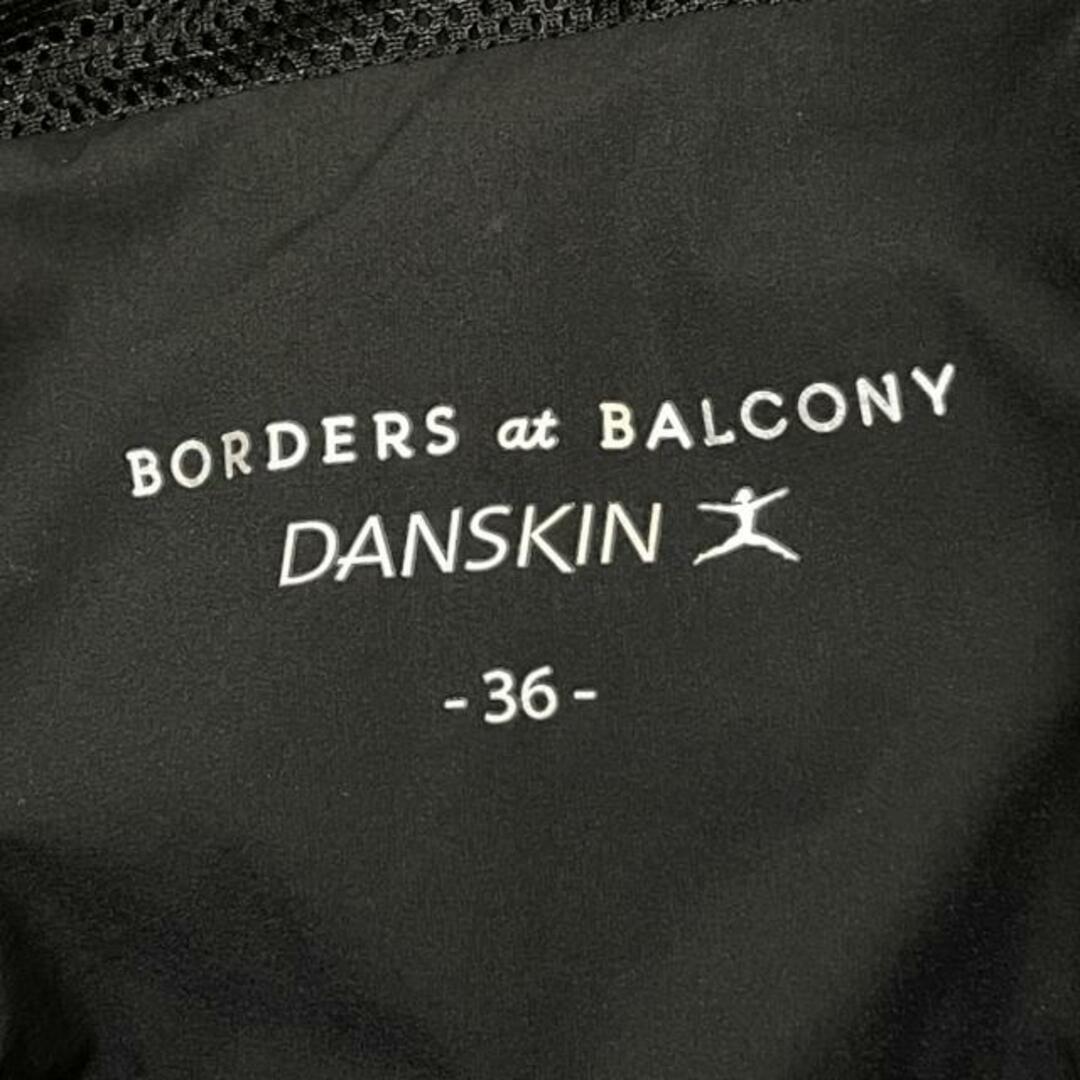 BORDERS at BALCONY
DANSKIN
- 36 -